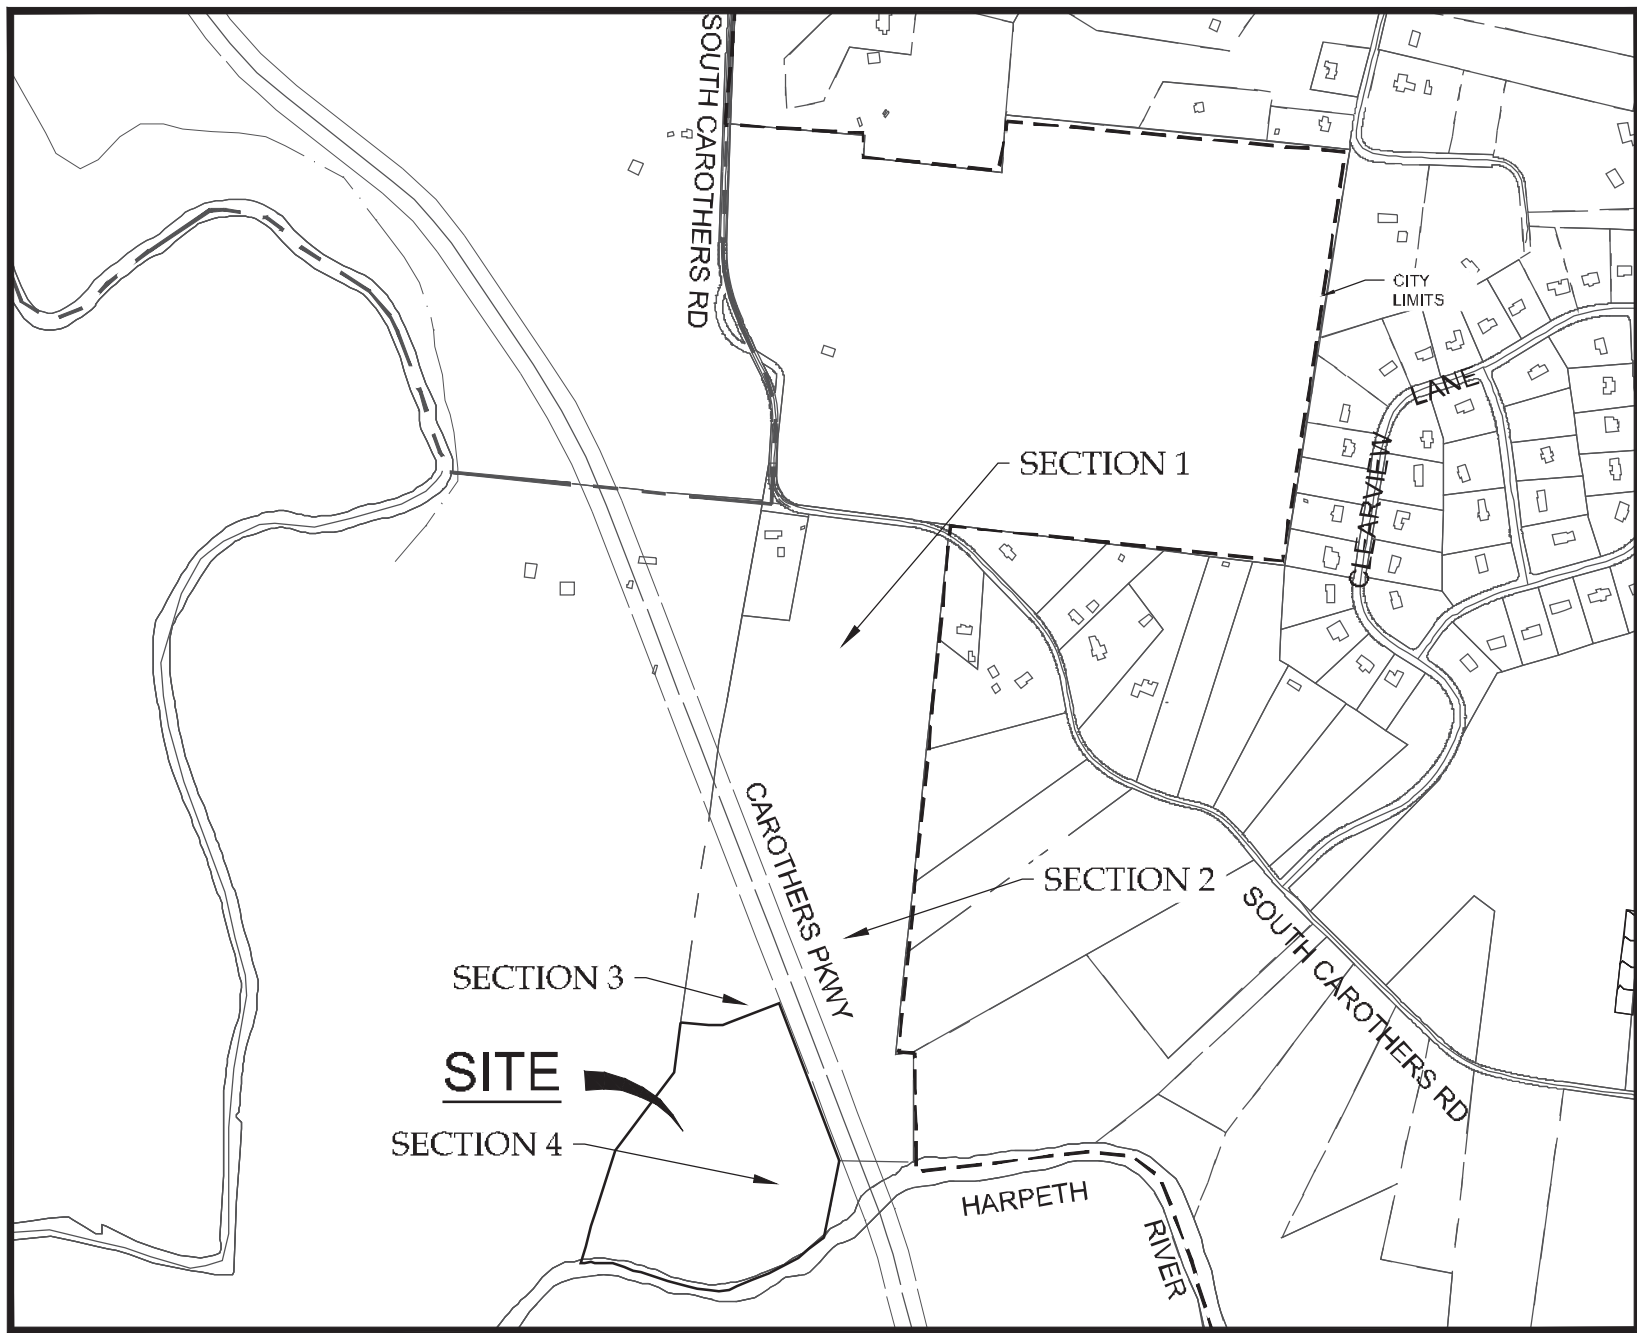 SOUTH CAROTHERS RD
CITY
LIMITS
LANE
CLEARVIEW
SECTION 1
CAROTHERS PKWY
SECTION 2
SOUTH CAROTHERS RD
SECTION 3
SITE
SECTION 4
HARPETH
RIVER